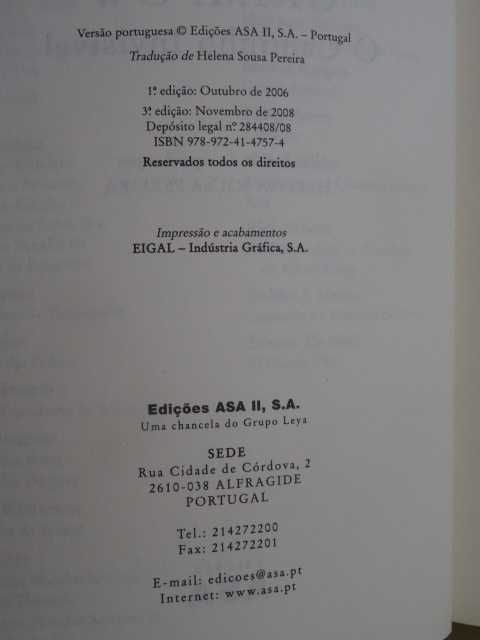 Versão portuguesa © Edições ASA II, S.A. – Portugal
Tradução de Helena Sousa Pereira
1ª edição: Outubro de 2006
3ª edição: Novembro de 2008
Depósito legal nº 284408/08
ISBN 978-972-41-4757-4
Reservados todos os direitos
Impressão e acabamentos
EIGAL – Indústria Gráfica, S.A.
Edições ASA II, S.A.
Uma chancela do Grupo Leya
SEDE
Rua Cidade de Córdova, 2
2610-038 ALFRAGIDE
PORTUGAL
Tel.: 214272200
Fax: 214272201
E-mail: edicoes@asa.pt
Internet: www.asa.pt